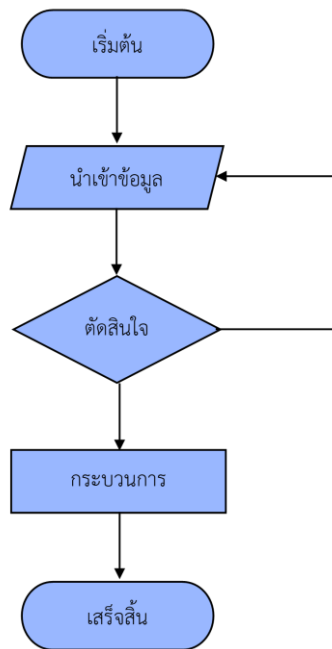 เริ่มต้น
นำเข้าข้อมูล
ตัดสินใจ
กระบวนการ
เสร็จสิ้น